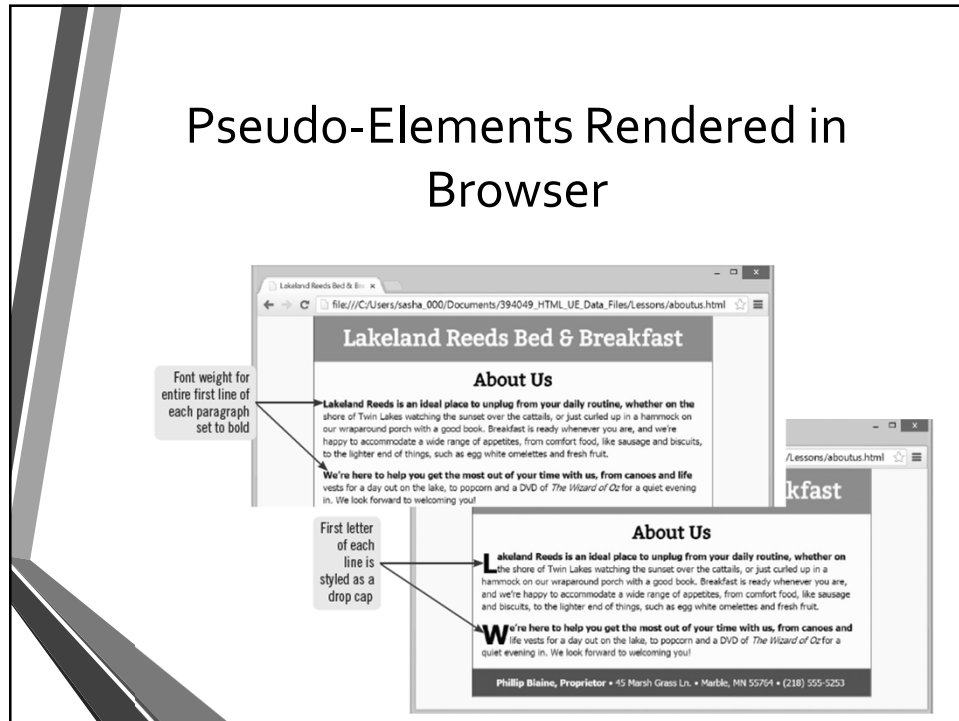 Pseudo-Elements Rendered in
Browser
Lakeland Reeds Bed & Bre
file:///C:/Users/sasha_000/Documents/394049_HTML_UE_Data_Files/Lessons/aboutus.html
Lakeland Reeds Bed & Breakfast
About Us
Font weight for
entire first line of
each paragraph
set to bold
Lakeland Reeds is an ideal place to unplug from your daily routine, whether on the
shore of Twin Lakes watching the sunset over the cattails, or just curled up in a hammock on
our wraparound porch with a good book. Breakfast is ready whenever you are, and we're
happy to accommodate a wide range of appetites, from comfort food, like sausage and biscuits,
to the lighter end of things, such as egg white omelettes and fresh fruit.
We're here to help you get the most out of your time with us, from canoes and life
vests for a day out on the lake, to popcorn and a DVD of The Wizard of Oz for a quiet evening
in. We look forward to welcoming you!
/Lessons/aboutus.html
kfast
First letter
of each
line is
styled as a
drop cap
About Us
Lakeland Reeds is an ideal place to unplug from your daily routine, whether on
the shore of Twin Lakes watching the sunset over the cattails, or just curled up in a
hammock on our wraparound porch with a good book. Breakfast is ready whenever you are,
and we're happy to accommodate a wide range of appetites, from comfort food, like sausage
and biscuits, to the lighter end of things, such as egg white omelettes and fresh fruit.
We're here to help you get the most out of your time with us, from canoes and
life vests for a day out on the lake, to popcorn and a DVD of The Wizard of Oz for a
quiet evening in. We look forward to welcoming you!
Phillip Blaine, Proprietor • 45 Marsh Grass Ln. • Marble, MN 55764 • (218) 555-5253